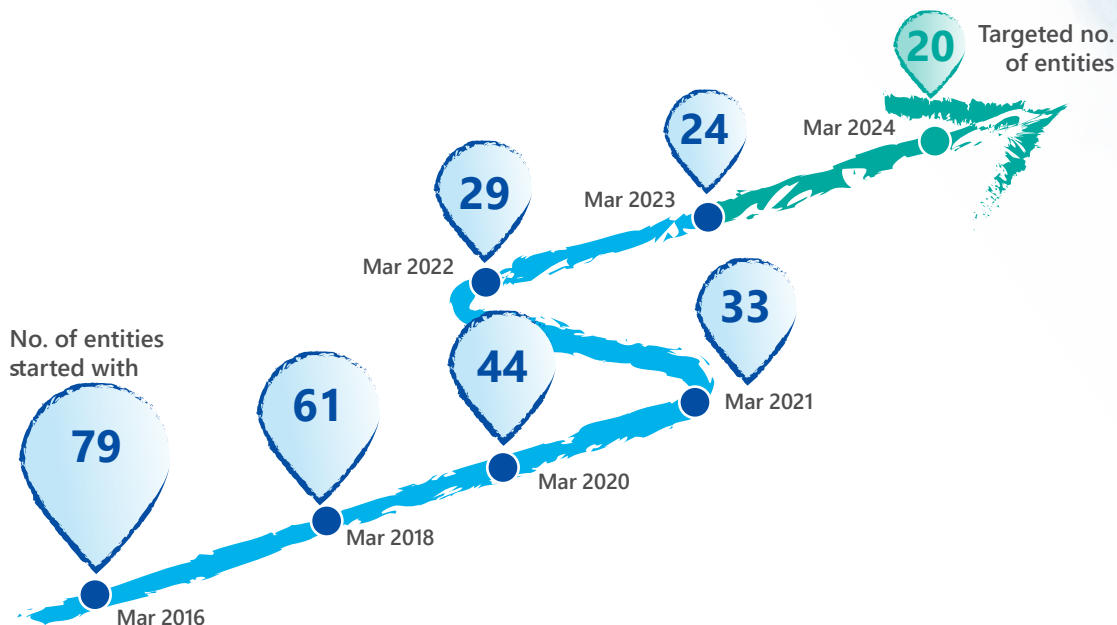 20
Targeted no.
of entities
Mar 2024
24
Mar 2023
29
Mar 2022
33
Mar 2021
44
Mar 2020
61
Mar 2018
No. of entities
started with
79
Mar 2016